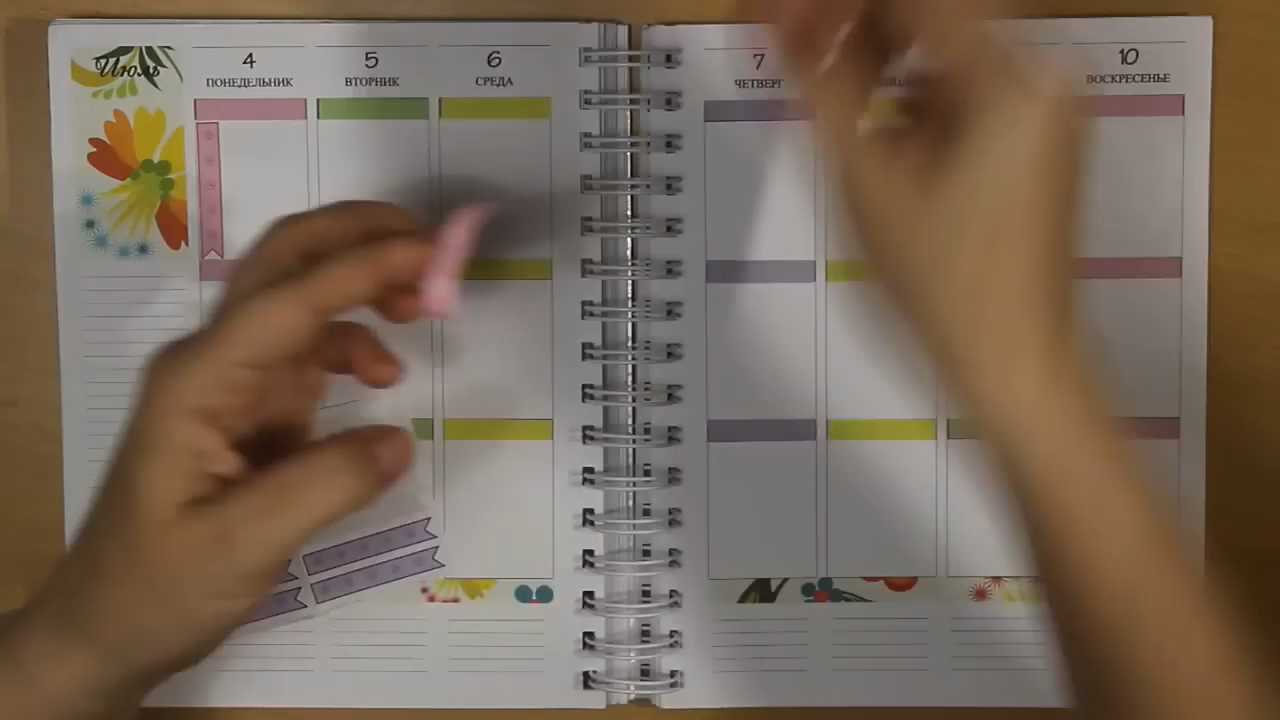 Июль
4
ПОНЕДЕЛЬНИК
5
ВТОРНИК
6
СРЕДА
7
ЧЕТВЕРГ
10
ВОСКРЕСЕНЬЕ